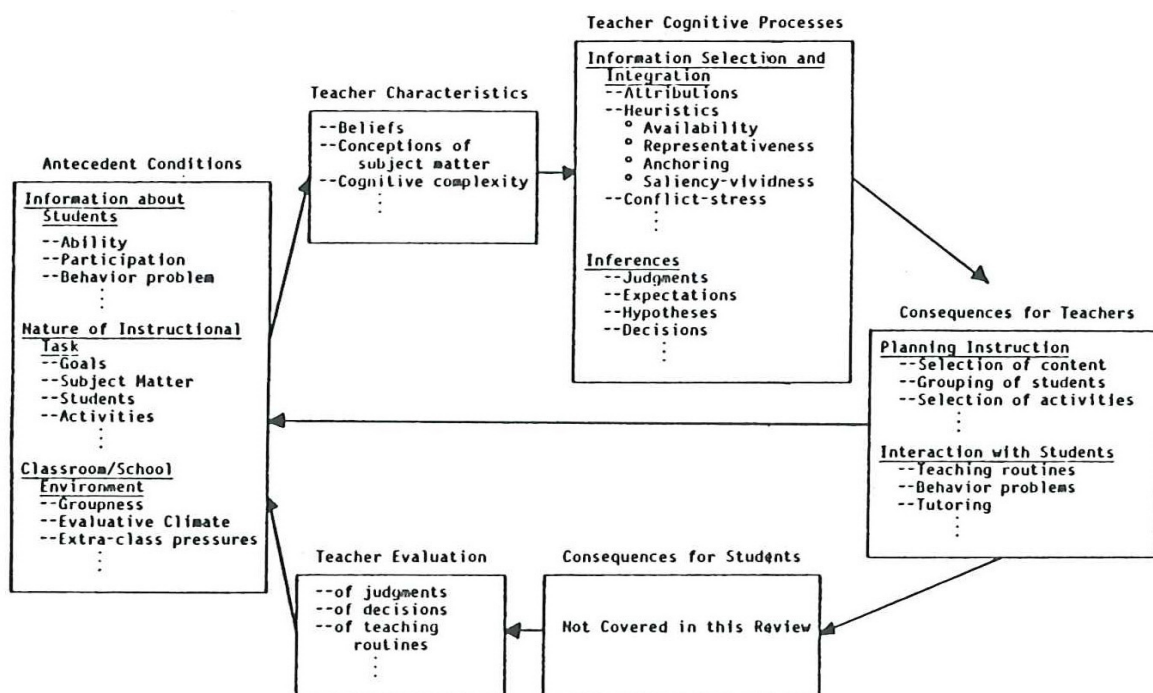 Teacher Cognitive Processes
Information Selection and
Integration
--Attributions
--Heuristics
° Availability
° Representativeness
° Anchoring
° Saliency-vividness
--Conflict-stress
Inferences
--Judgments
--Expectations
--Hypotheses
--Decisions
Teacher Characteristics
--Beliefs
--Conceptions of
subject matter
--Cognitive complexity
Antecedent Conditions
Information about
Students
--Ability
--Participation
--Behavior problem
Nature of Instructional
Task
--Goals
--Subject Matter
--Students
--Activities
Classroom/School
Environment
--Groupness
--Evaluative Climate
--Extra-class pressures
Consequences for Teachers
Planning Instruction
--Selection of content
--Grouping of students
--Selection of activities
Interaction with Students
--Teaching routines
--Behavior problems
--Tutoring
Teacher Evaluation
--of judgments
--of decisions
--of teaching
routines
Consequences for Students
Not Covered in this Review